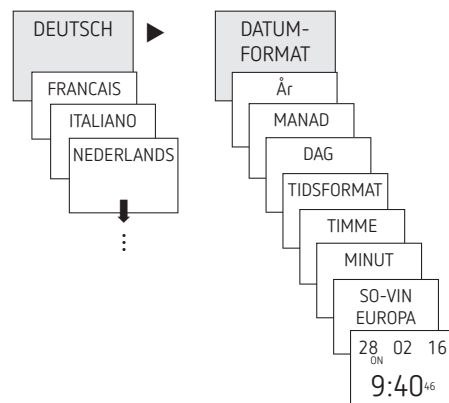 DEUTSCH
FRANCAIS
ITALIANO
NEDERLANDS
DATUM-
FORMAT
År
MANAD
DAG
TIDSFORMAT
TIMME
MINUT
SO-VIN
EUROPA
28 02 16
ON
9:40 46